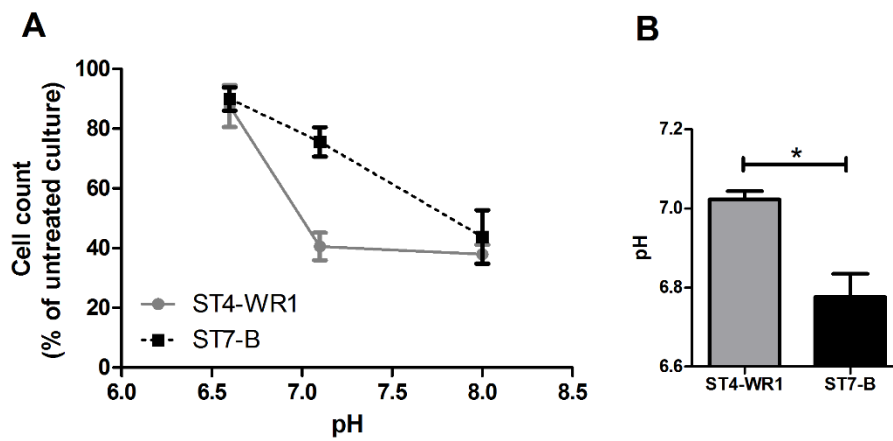 A
Cell count
(% of untreated culture)
100
80
60
40
20
0
ST4-WR1
ST7-B
6.0 6.5 7.0 7.5 8.0 8.5
pH
B
pH
7.2
7.0
6.8
6.6
*
ST4-WR1 ST7-B